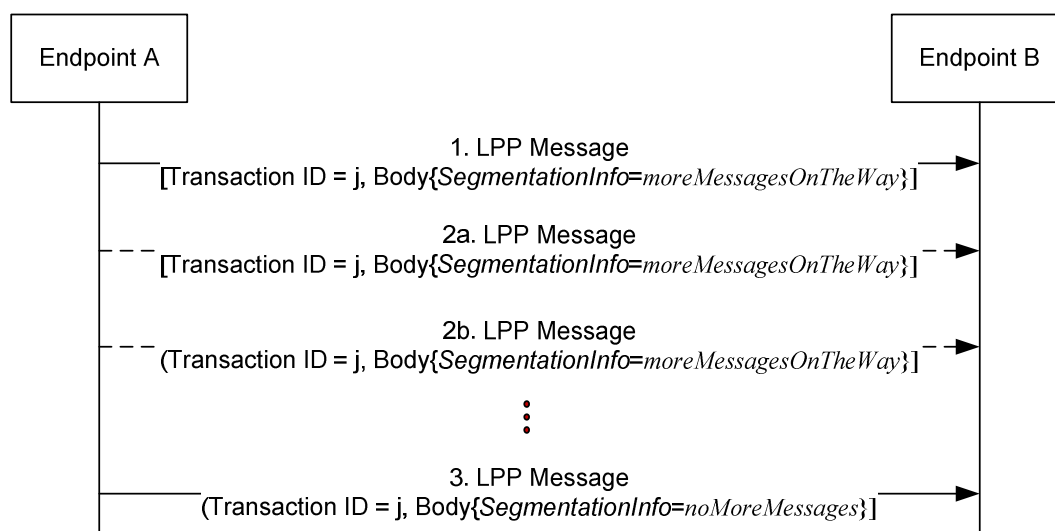 Endpoint A
Endpoint B
1. LPP Message
[Transaction ID = j, Body{SegmentationInfo=moreMessagesOnTheWay}]
2a. LPP Message
[Transaction ID = j, Body{SegmentationInfo=moreMessagesOnTheWay}]
2b. LPP Message
(Transaction ID = j, Body{SegmentationInfo=moreMessagesOnTheWay}]
3. LPP Message
(Transaction ID = j, Body{SegmentationInfo=noMoreMessages}]